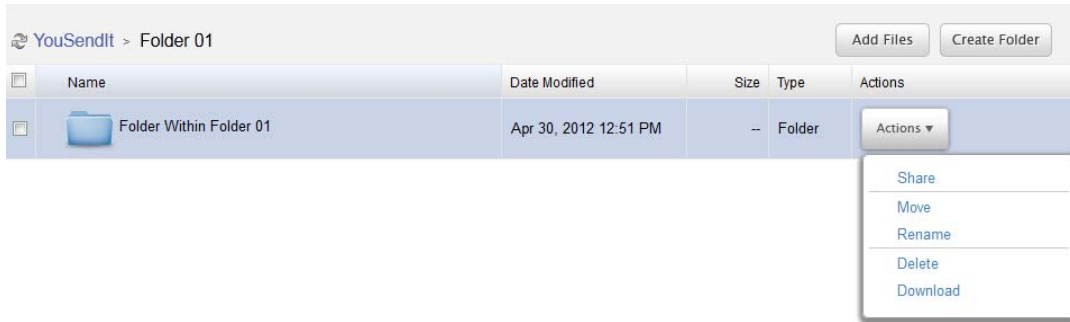 YouSendIt > Folder 01 Add Files Create Folder
Name Date Modified Size Type Actions
Folder Within Folder 01 Apr 30, 2012 12:51 PM -- Folder Actions ▼
Share
Move
Rename
Delete
Download